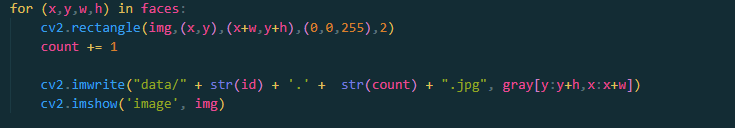 for (x,y,w,h) in faces:
    cv2.rectangle(img,(x,y),(x+w,y+h),(0,0,255),2)
    count += 1
    cv2.imwrite("data/" + str(id) + '.' +  str(count) + ".jpg", gray[y:y+h,x:x+w])
    cv2.imshow('image', img)